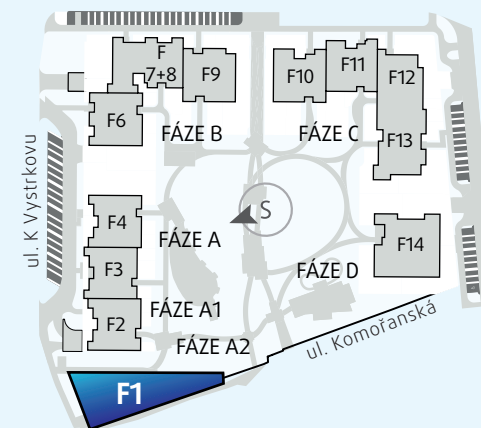 F
7+8
F9
F10
F11
F12
F6
FÁZE B
FÁZE C
F13
ul. K Vystrkovu
F4
FÁZE A
S
F14
F3
FÁZE D
F2
FÁZE A1
FÁZE A2
ul. Komořanská
F1